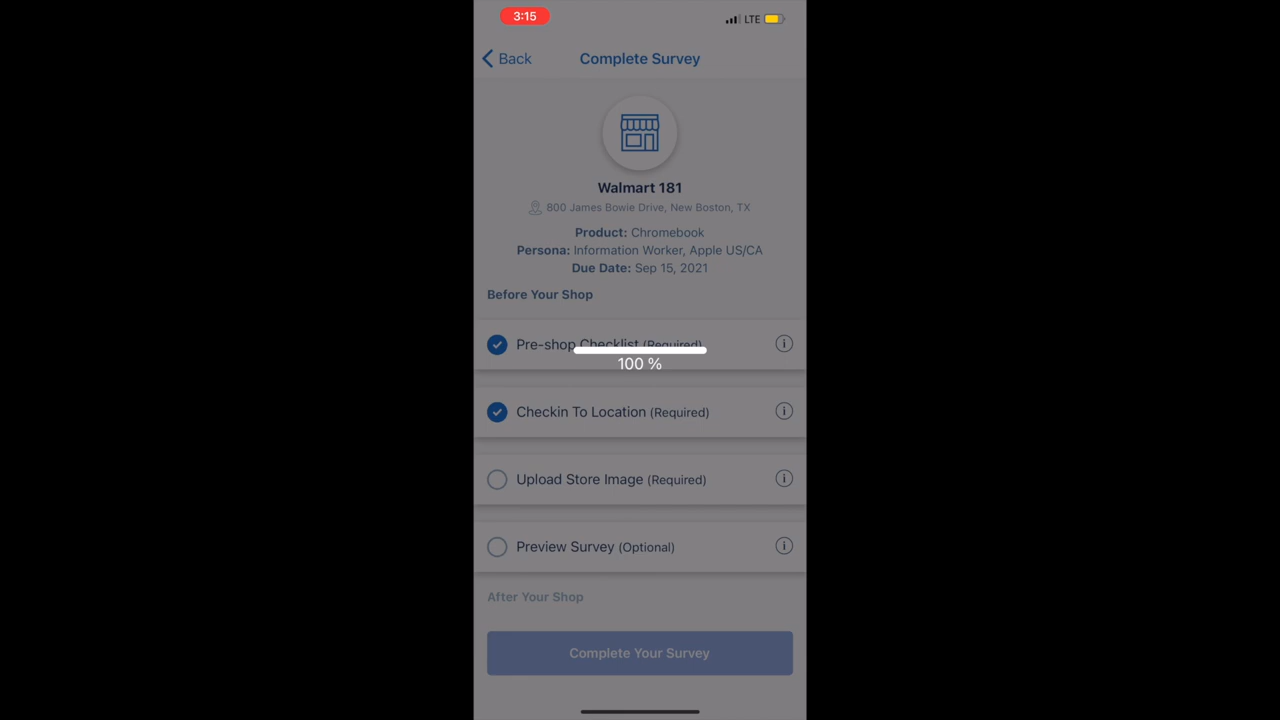 3:15
LTE
Back
Complete Survey
Walmart 181
800 James Bowie Drive, New Boston, TX
Product: Chromebook
Persona: Information Worker, Apple US/CA
Due Date: Sep 15, 2021
Before Your Shop
Pre-shop Checklist (Required)
100 %
Checkin To Location (Required)
Upload Store Image (Required)
Preview Survey (Optional)
After Your Shop
Complete Your Survey